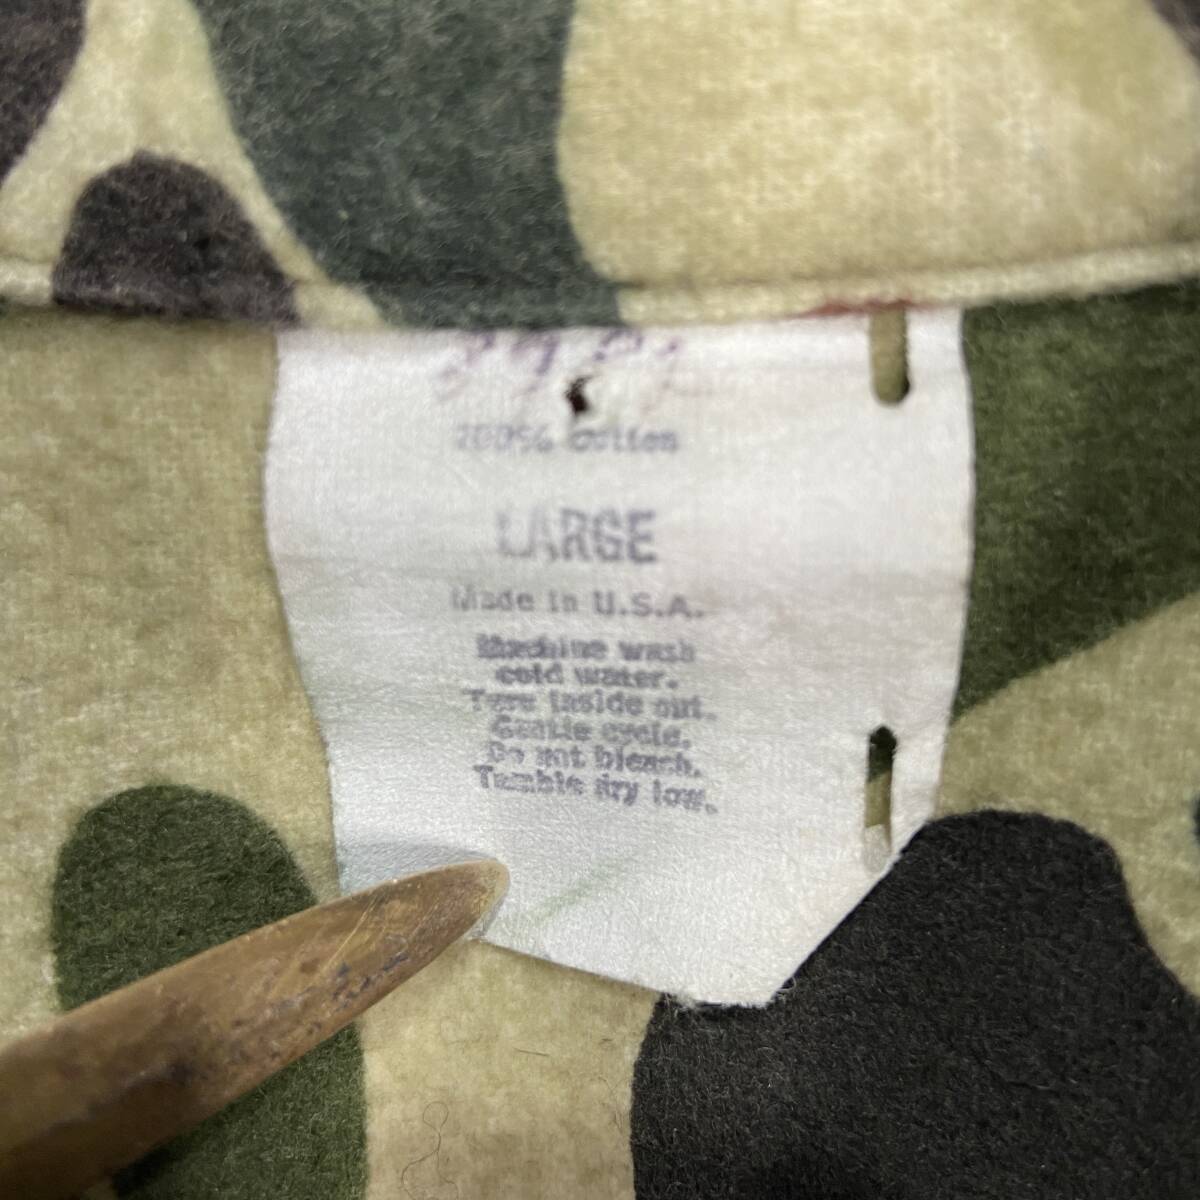 100% Cotton
LARGE
Made in U.S.A.
Machine wash
cold water.
Turn inside out.
Gentle cycle.
Do not bleach.
Tumble dry low.